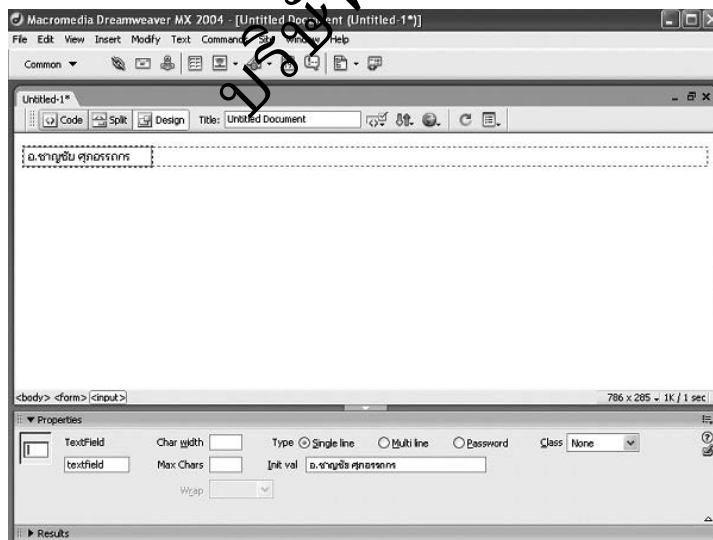 Macromedia Dreamweaver MX 2004 - [Untitled Document (Untitled-1*)]
File Edit View Insert Modify Text Commands Site Window Help
Common
Untitled-1*
Code Split Design Title: Untitled Document
อ.ชาญชัย ศุภอรรถกร
<body> <form> <input> 786 x 285 1K / 1 sec
Properties
TextField Char width Type Single line Multi line Password Class None
textfield Max Chars Init val อ.ชาญชัย ศุภอรรถกร
Wrap
Results